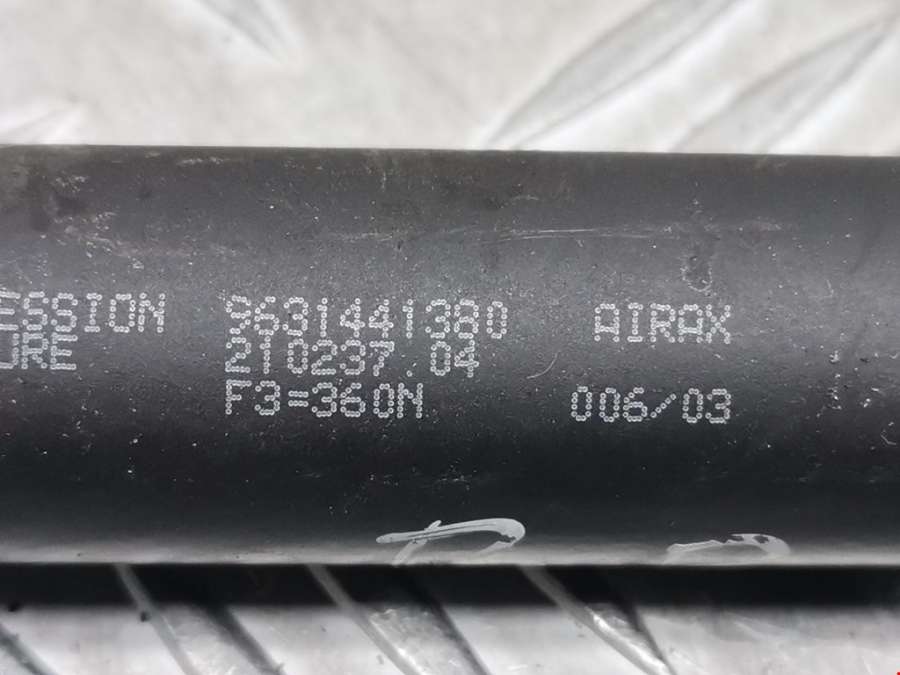 ESSION 9631441380 AIRAX
URE 210237.04
F3=360N 006/03